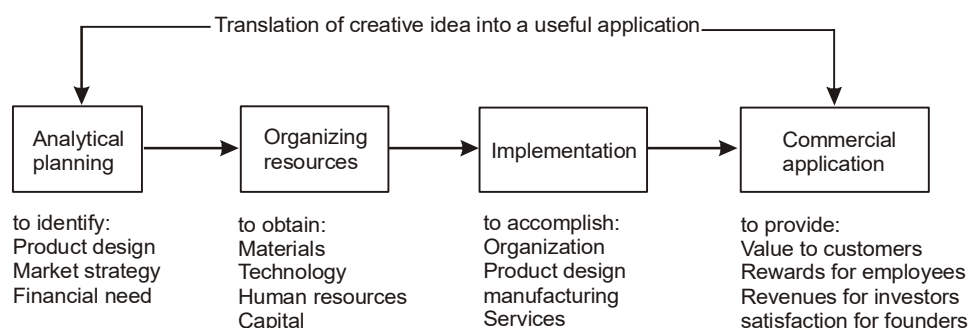 Translation of creative idea into a useful application
Analytical
planning
Organizing
resources
Implementation
Commercial
application
to identify:
Product design
Market strategy
Financial need
to obtain:
Materials
Technology
Human resources
Capital
to accomplish:
Organization
Product design
manufacturing
Services
to provide:
Value to customers
Rewards for employees
Revenues for investors
satisfaction for founders